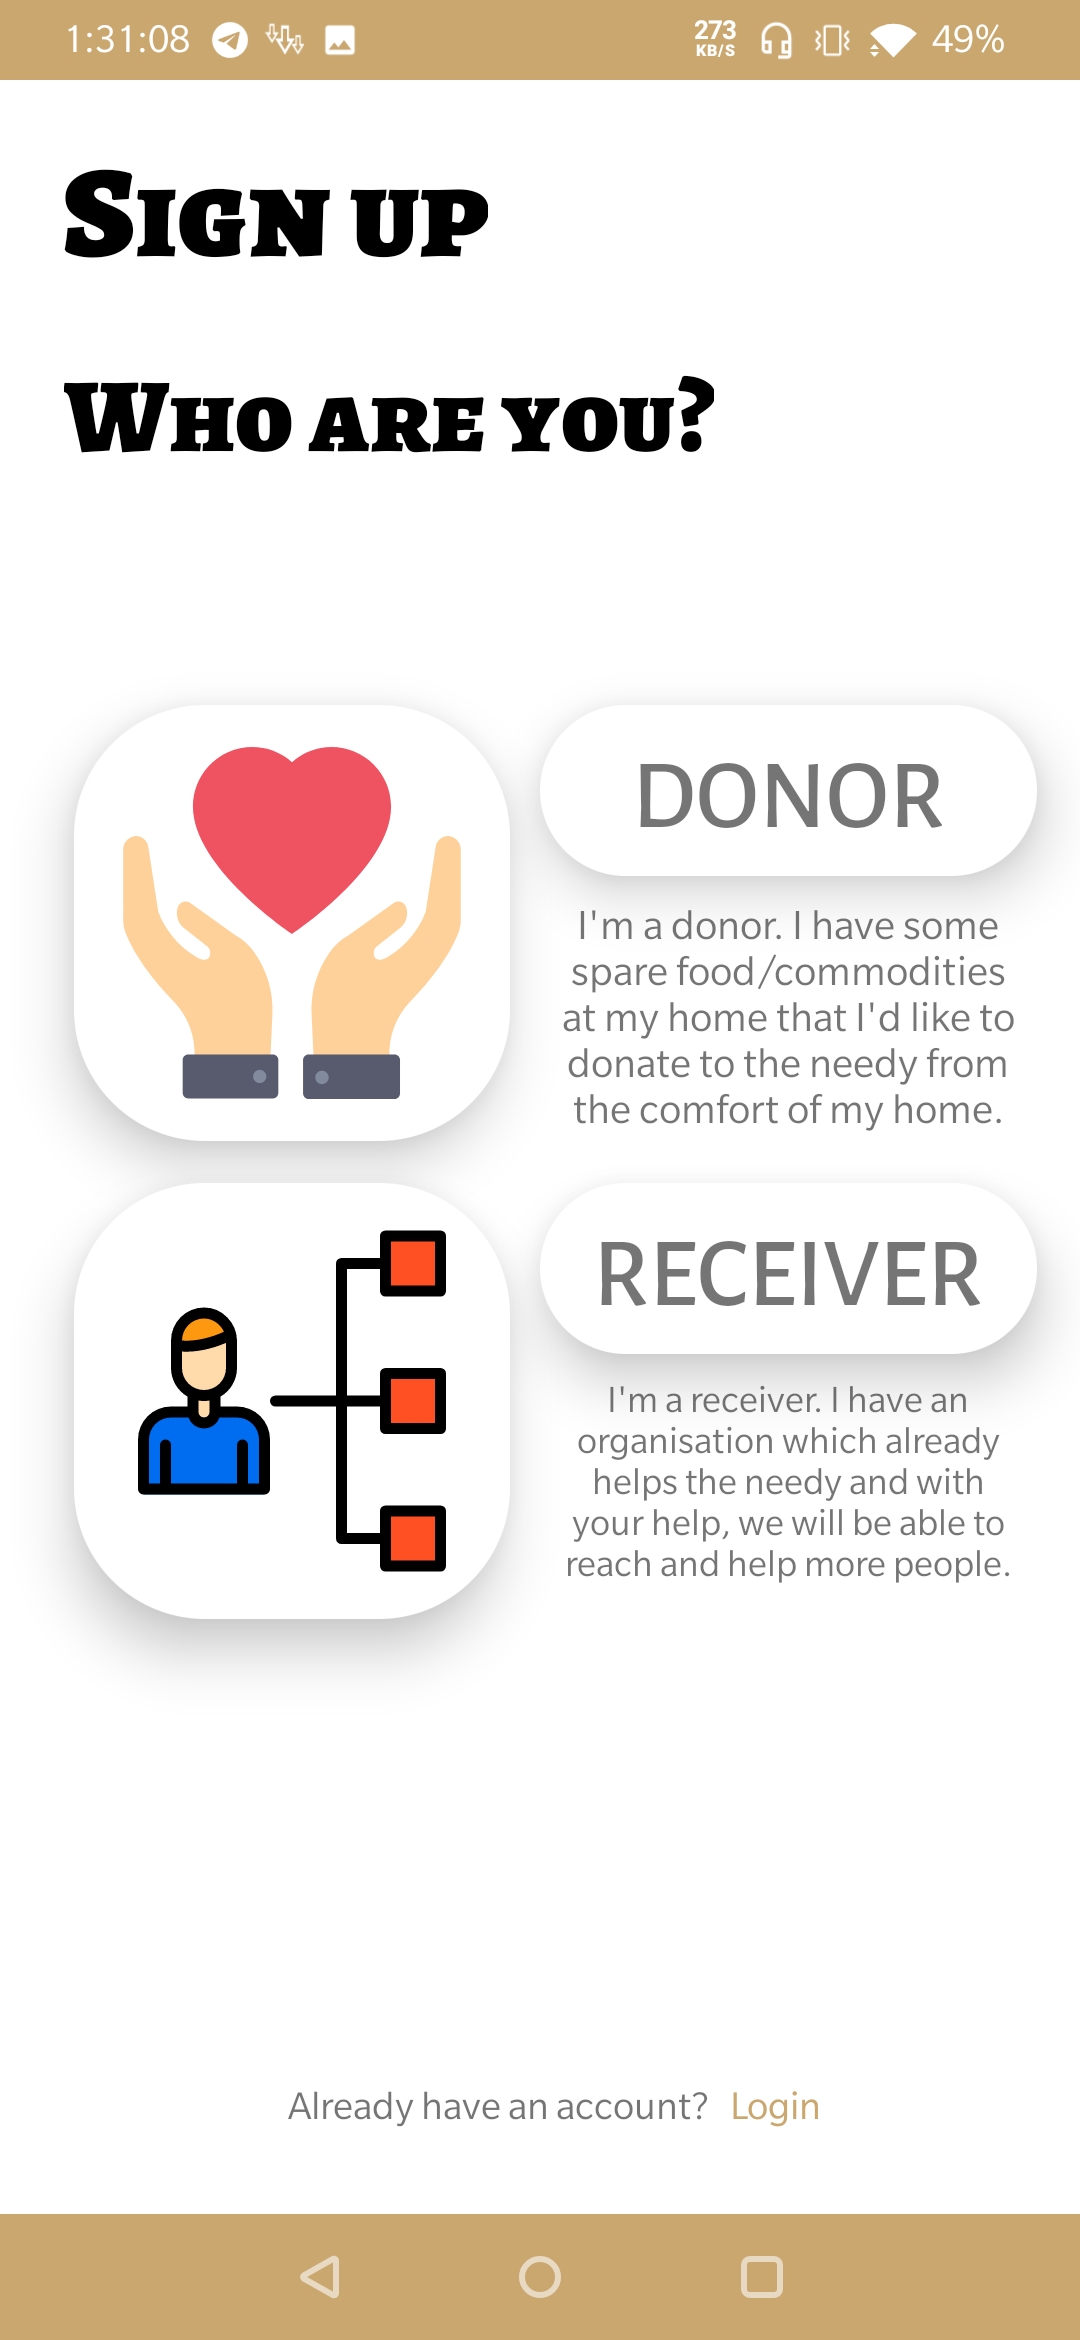 1:31:08 273 KB/S 49%
Sign up
Who are you?
DONOR
I'm a donor. I have some
spare food/commodities
at my home that I'd like to
donate to the needy from
the comfort of my home.
RECEIVER
I'm a receiver. I have an
organisation which already
helps the needy and with
your help, we will be able to
reach and help more people.
Already have an account? Login